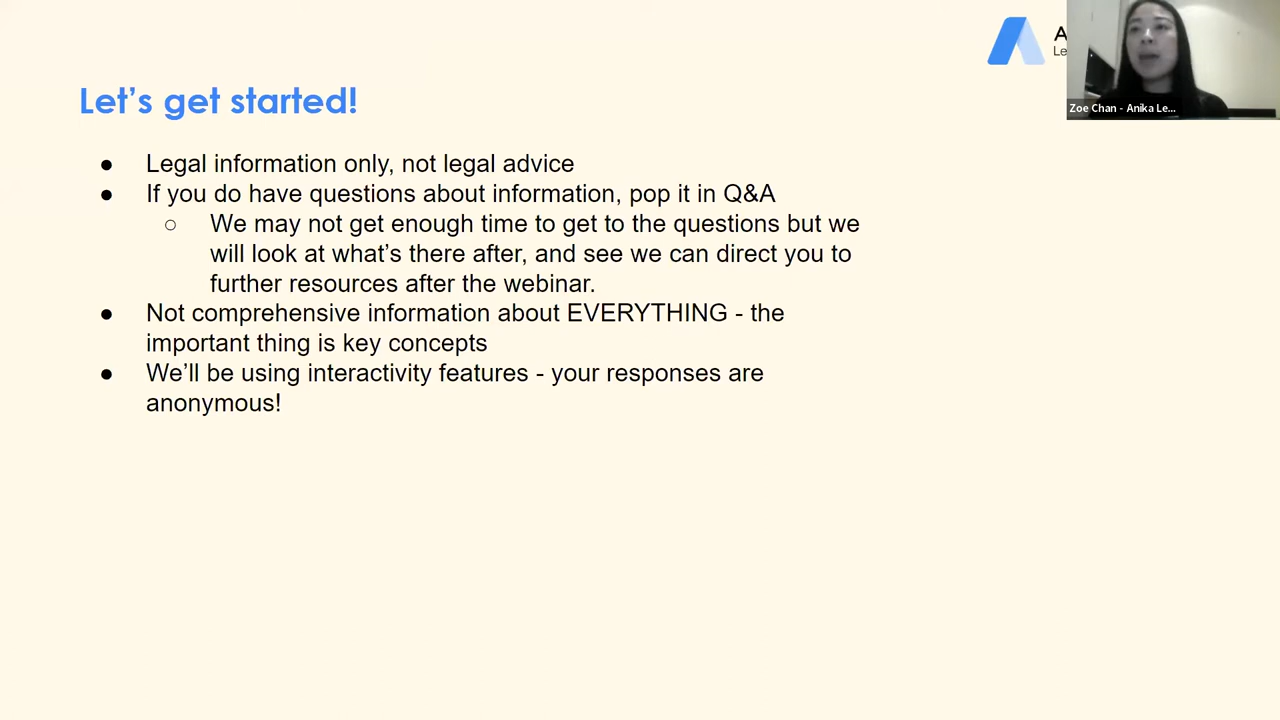 Let’s get started!
● Legal information only, not legal advice
● If you do have questions about information, pop it in Q&A
○ We may not get enough time to get to the questions but we
will look at what’s there after, and see we can direct you to
further resources after the webinar.
● Not comprehensive information about EVERYTHING - the
important thing is key concepts
● We’ll be using interactivity features - your responses are
anonymous!
A
Le
Zoe Chan - Anika Le...